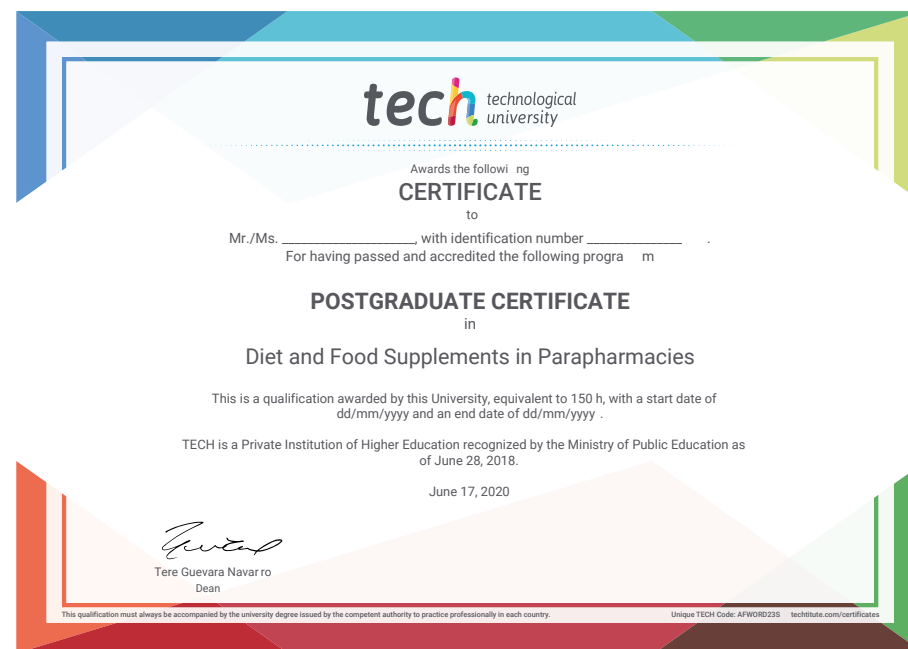 tech technological
university
Awards the followi ng
CERTIFICATE
to
Mr./Ms. _____________________, with identification number _______________ .
For having passed and accredited the following progra m
POSTGRADUATE CERTIFICATE
in
Diet and Food Supplements in Parapharmacies
This is a qualification awarded by this University, equivalent to 150 h, with a start date of
dd/mm/yyyy and an end date of dd/mm/yyyy .
TECH is a Private Institution of Higher Education recognized by the Ministry of Public Education as
of June 28, 2018.
June 17, 2020
Tere Guevara Navar ro
Dean
This qualification must always be accompanied by the university degree issued by the competent authority to practice professionally in each country. Unique TECH Code: AFWORD23S techtitute.com/certificates